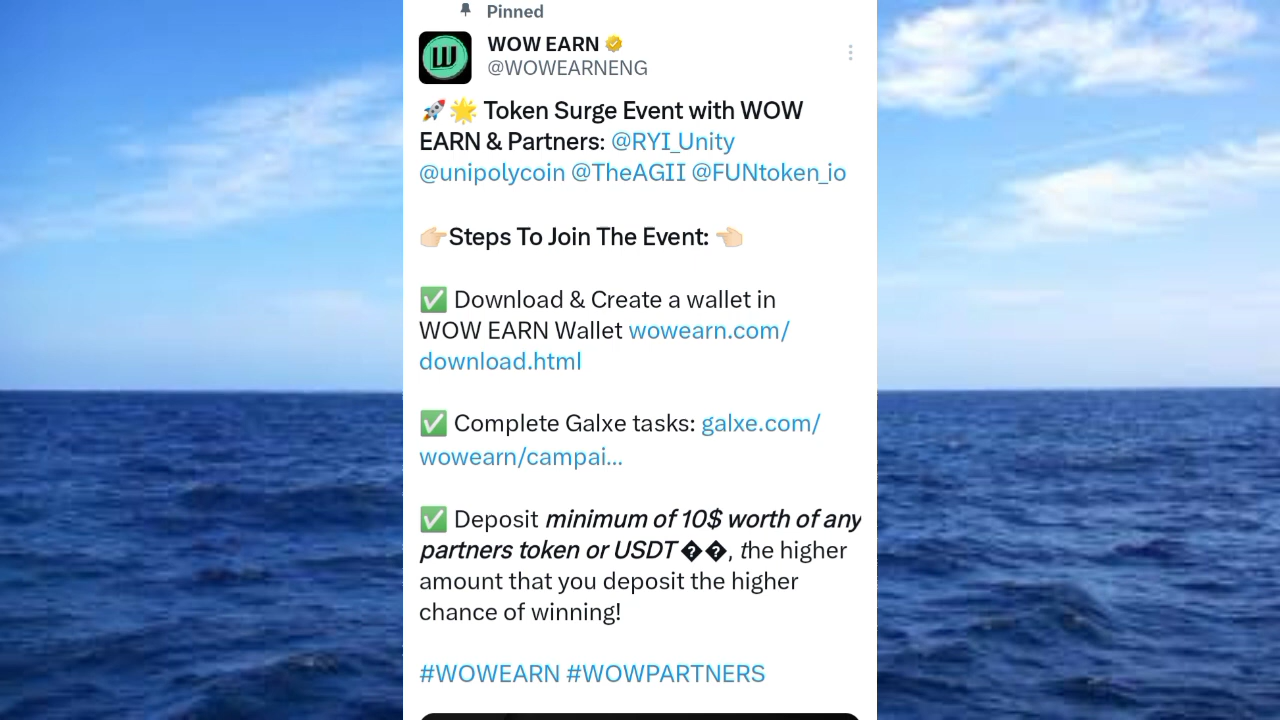 Pinned
WOW EARN
@WOWEARNENG
🚀🌟 Token Surge Event with WOW
EARN & Partners: @RYI_Unity
@unipolycoin @TheAGII @FUNtoken_io
👉🏻Steps To Join The Event: 👈🏻
✅ Download & Create a wallet in
WOW EARN Wallet wowearn.com/
download.html
✅ Complete Galxe tasks: galxe.com/
wowearn/campai...
✅ Deposit minimum of 10$ worth of any
partners token or USDT ��, the higher
amount that you deposit the higher
chance of winning!
#WOWEARN #WOWPARTNERS